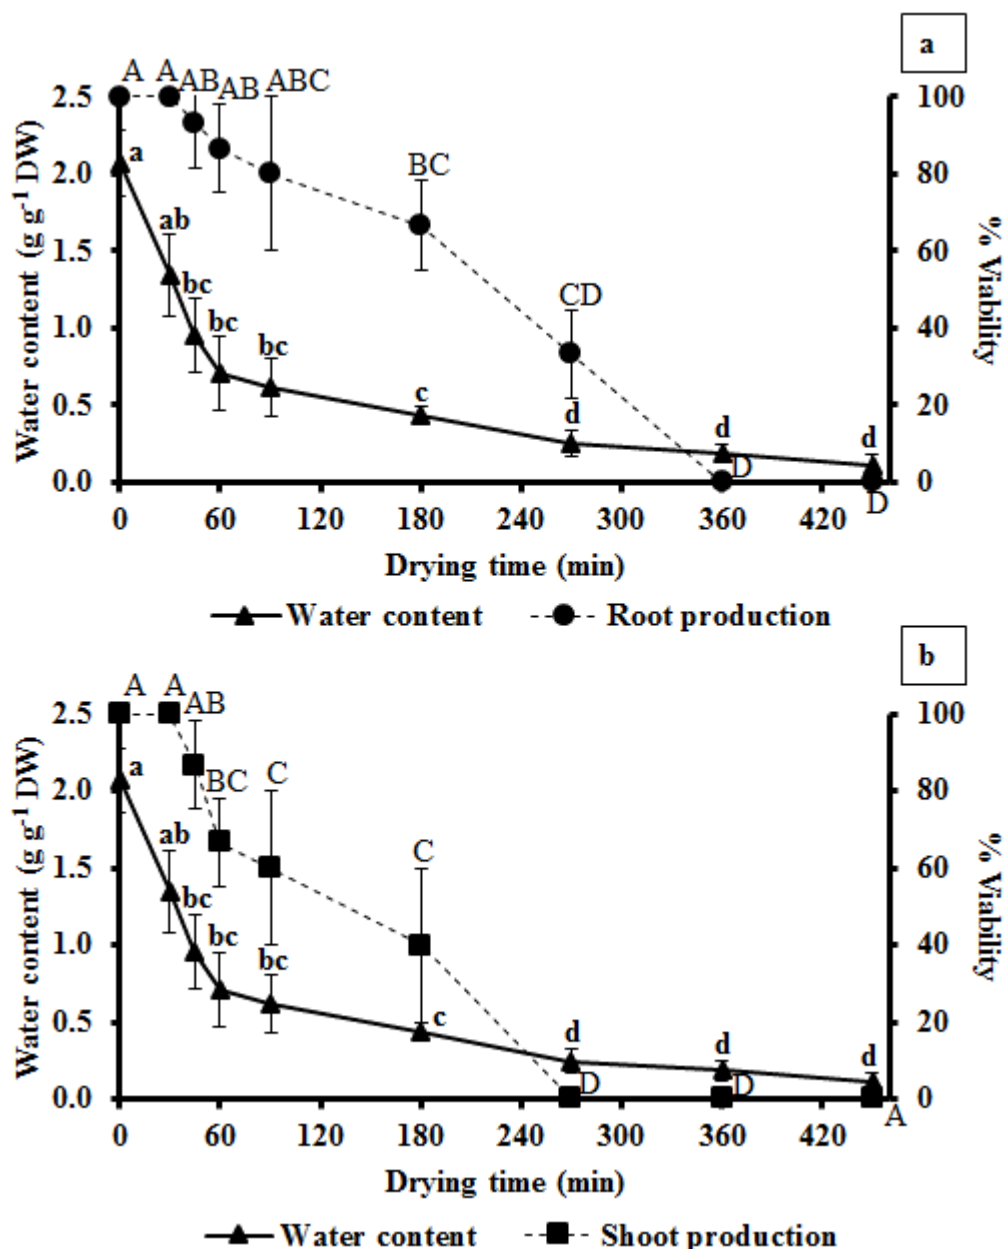 a
A A AB AB ABC
2.5 100
a
2.0 80
BC
ab
1.5 60
bc
CD
1.0 40
bc
bc
0.5 c 20
d d d
D
0.0 0
D
0 60 120 180 240 300 360 420
Water content (g g-1 DW)
% Viability
Drying time (min)
Water content Root production
b
A A AB
2.5 100
a
BC C
2.0 80
ab
C
1.5 60
bc
bc
1.0 bc 40
c
0.5 20
d d d
D D
0.0 0
A
0 60 120 180 240 300 360 420
Water content (g g-1 DW)
% Viability
Drying time (min)
Water content Shoot production